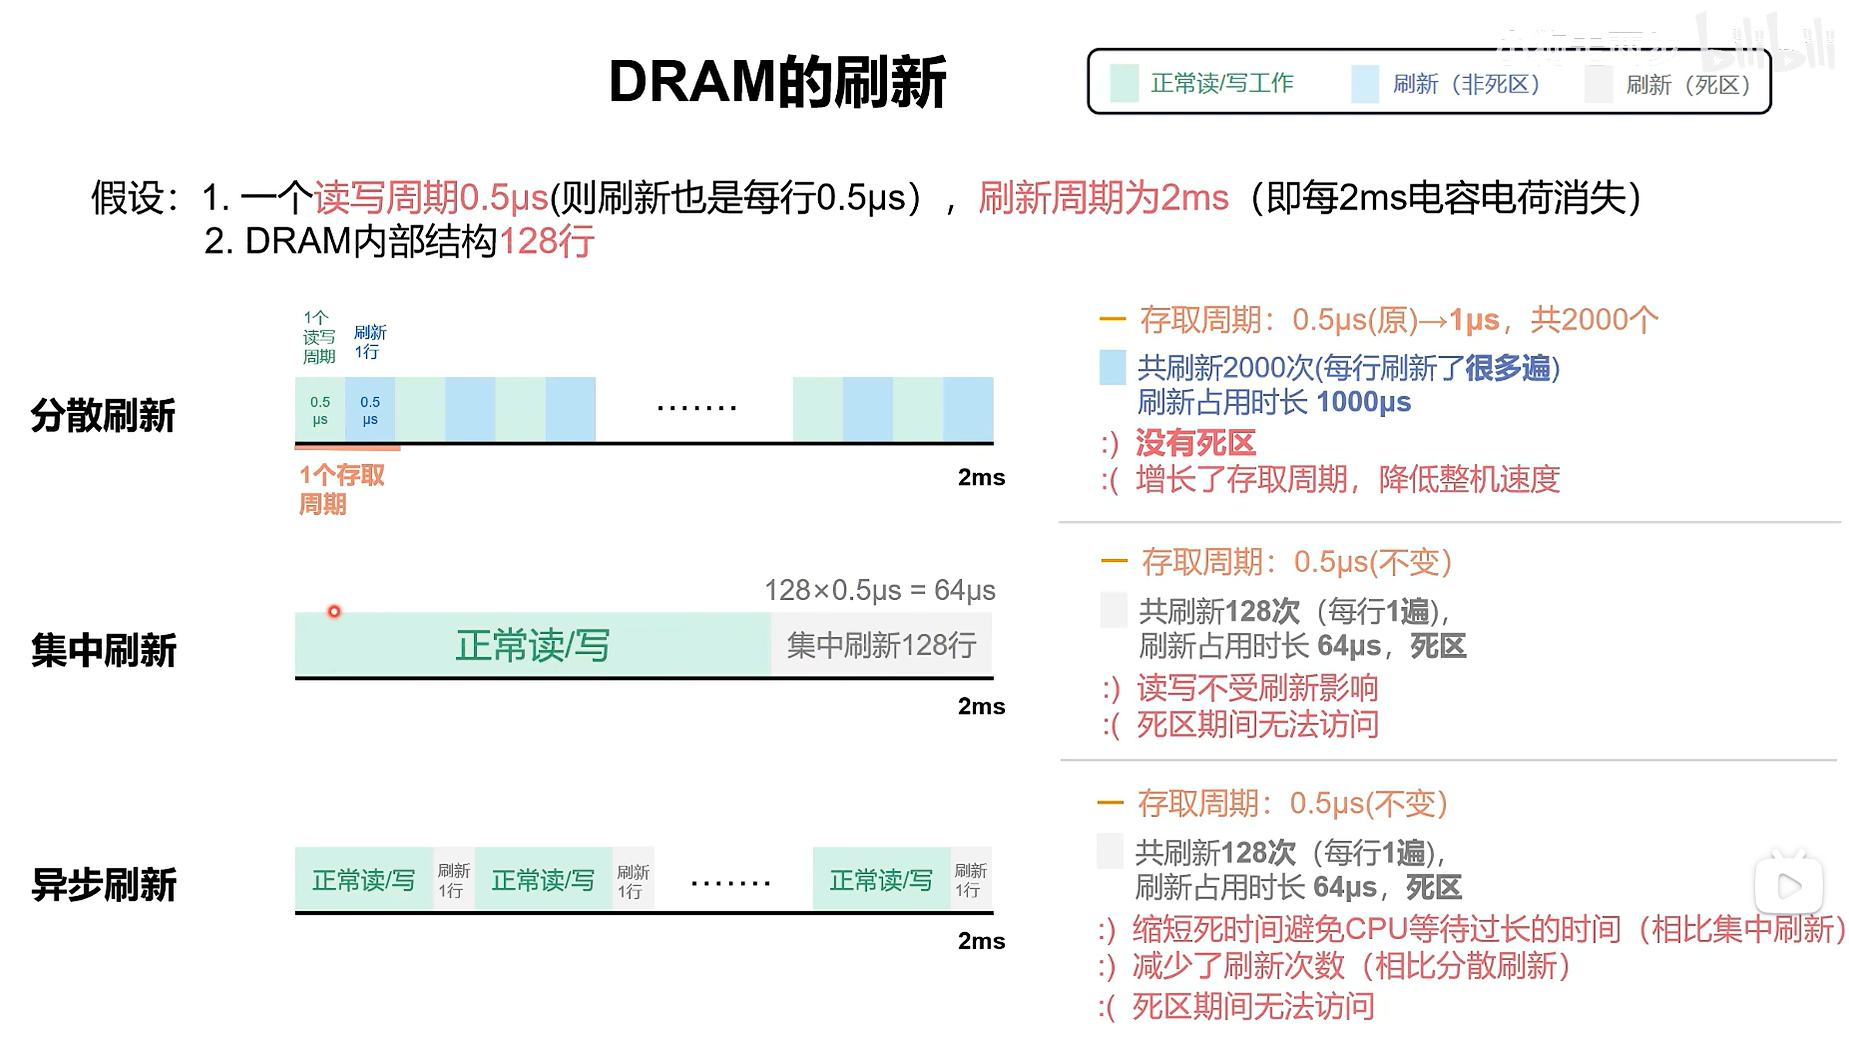 DRAM的刷新
正常读/写工作 刷新（非死区） 刷新（死区）
bilibili
假设：1. 一个读写周期0.5μs(则刷新也是每行0.5μs），刷新周期为2ms（即每2ms电容电荷消失）
2. DRAM内部结构128行
分散刷新
1个
读写
周期
刷新
1行
0.5
μs
0.5
μs
·······
1个存取
周期
2ms
存取周期：0.5μs(原)→1μs，共2000个
共刷新2000次(每行刷新了很多遍)
刷新占用时长 1000μs
:) 没有死区
:( 增长了存取周期，降低整机速度
集中刷新
128×0.5μs = 64μs
正常读/写
集中刷新128行
2ms
存取周期：0.5μs(不变）
共刷新128次（每行1遍),
刷新占用时长 64μs，死区
:) 读写不受刷新影响
:( 死区期间无法访问
异步刷新
正常读/写
刷新
1行
正常读/写
刷新
1行
·······
正常读/写
刷新
1行
2ms
存取周期：0.5μs(不变）
共刷新128次（每行1遍),
刷新占用时长 64μs，死区
:) 缩短死时间避免CPU等待过长的时间（相比集中刷新）
:) 减少了刷新次数（相比分散刷新）
:( 死区期间无法访问